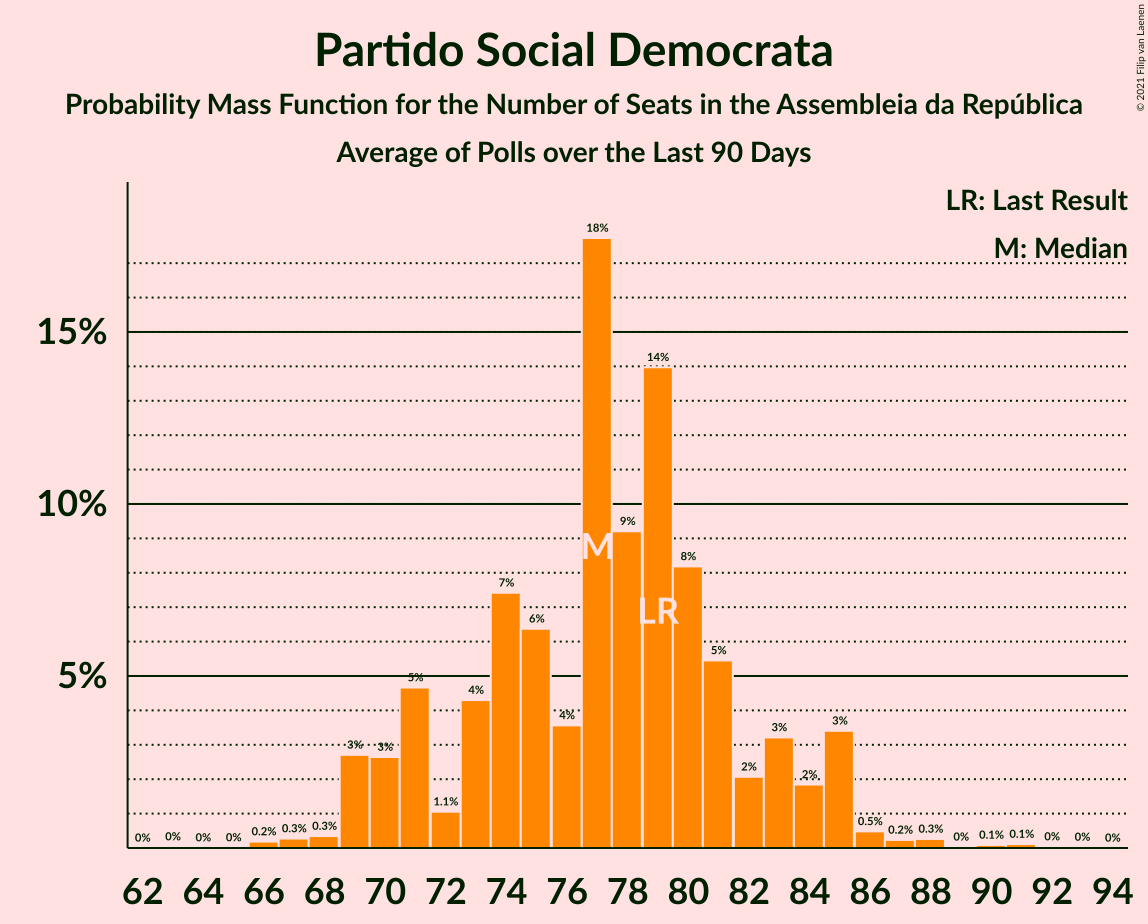 Partido Social Democrata
Probability Mass Function for the Number of Seats in the Assembleia da República
Average of Polls over the Last 90 Days
© 2021 Filip van Laenen
LR: Last Result
M: Median
15%
10%
5%
0% 0% 0% 0% 0.2% 0.3% 0.3% 3% 3% 5% 1.1% 4% 7% 6% 4% 18% 9% 14% 8% 5% 2% 3% 2% 3% 0.5% 0.2% 0.3% 0% 0.1% 0.1% 0% 0% 0%
M
LR
62 64 66 68 70 72 74 76 78 80 82 84 86 88 90 92 94